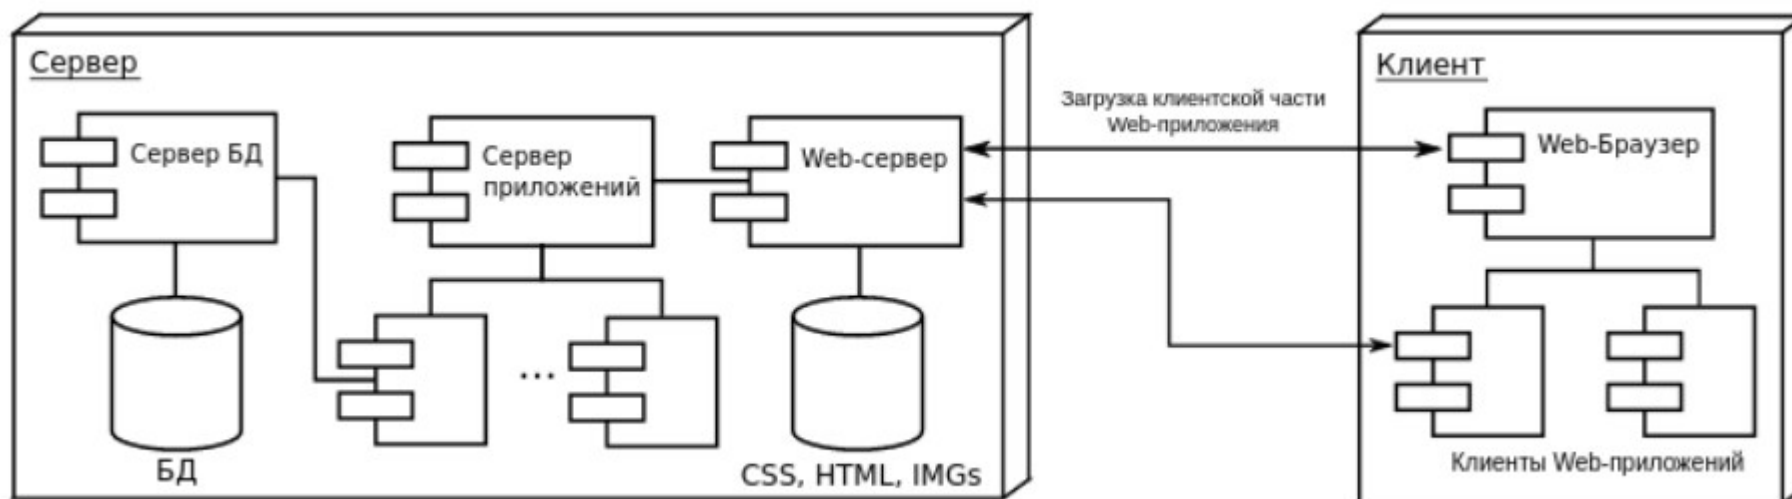 Сервер
Сервер БД
Сервер
приложений
Web-сервер
БД
...
CSS, HTML, IMGs
Загрузка клиентской части
Web-приложения
Клиент
Web-Браузер
Клиенты Web-приложений